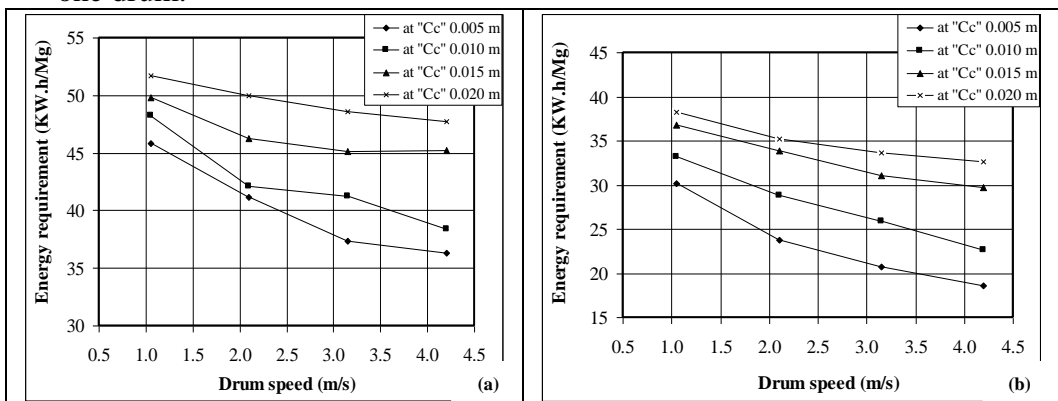 one drum.
55
50
45
40
35
30
Energy requirement (KW.h/Mg)
at "Cc" 0.005 m
at "Cc" 0.010 m
at "Cc" 0.015 m
at "Cc" 0.020 m
0.5 1.0 1.5 2.0 2.5 3.0 3.5 4.0 4.5
Drum speed (m/s) (a)
45
40
35
30
25
20
15
Energy requirement (KW.h/Mg)
at "Cc" 0.005 m
at "Cc" 0.010 m
at "Cc" 0.015 m
at "Cc" 0.020 m
0.5 1.0 1.5 2.0 2.5 3.0 3.5 4.0 4.5
Drum speed (m/s) (b)